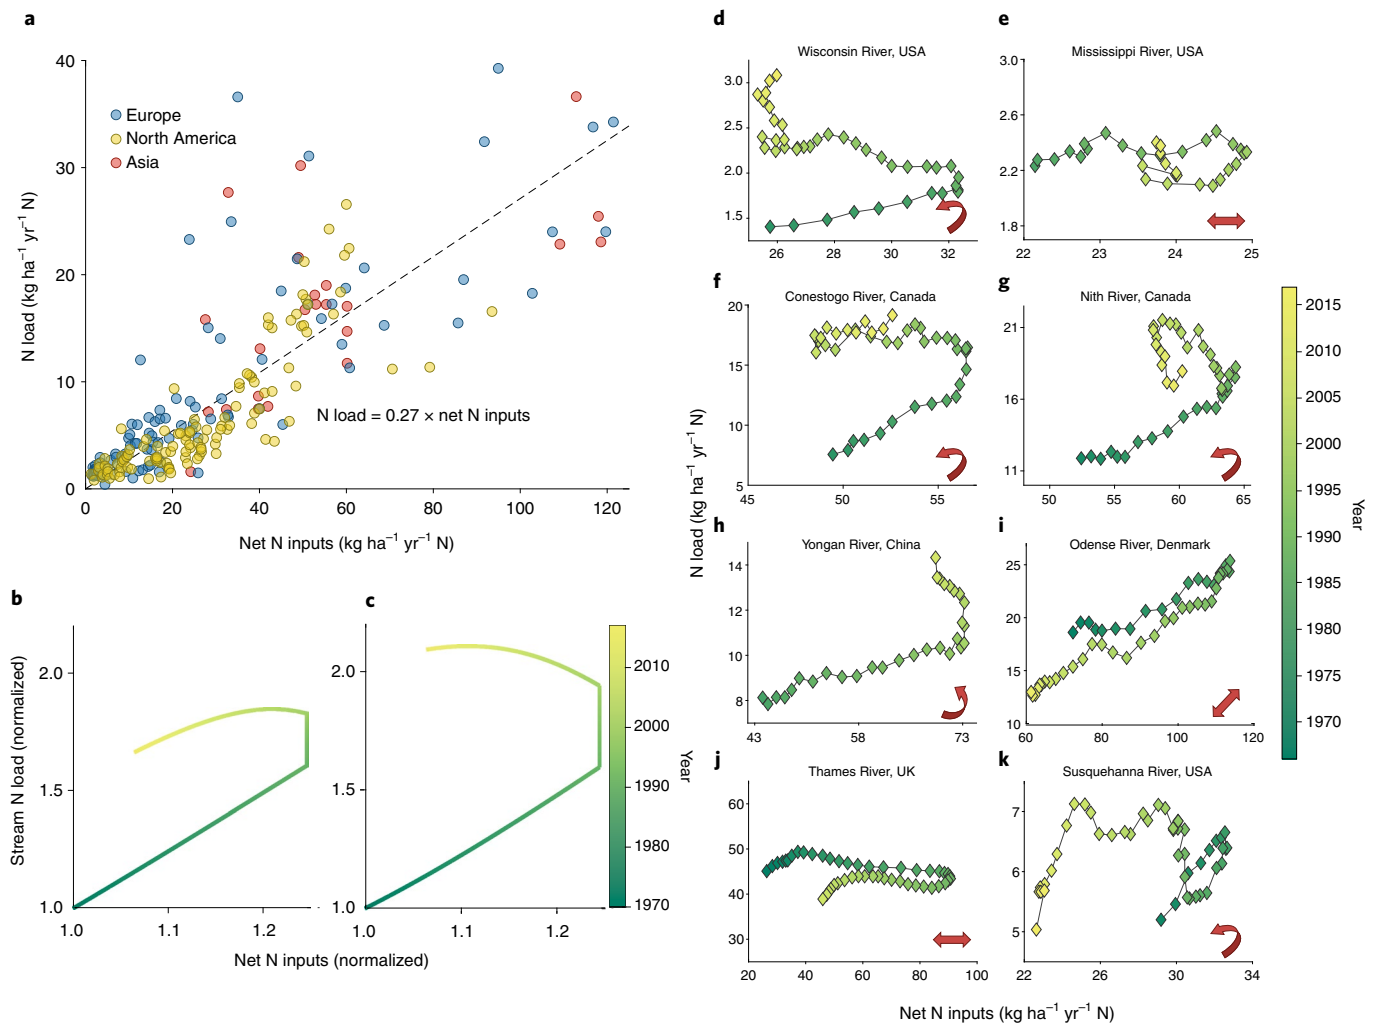 a
40
30
20
10
0
N load (kg ha⁻¹ yr⁻¹ N)
Europe
North America
Asia
N load = 0.27 × net N inputs
0 20 40 60 80 100 120
Net N inputs (kg ha⁻¹ yr⁻¹ N)
b
2.0
1.5
1.0
Stream N load (normalized)
1.0 1.1 1.2
c
2.0
1.5
1.0
1.0 1.1 1.2
Net N inputs (normalized)
2010
2000
1990
1980
1970
Year
d
Wisconsin River, USA
3.0
2.5
2.0
1.5
26 28 30 32
e
Mississippi River, USA
3.0
2.6
2.2
1.8
22 23 24 25
f
Conestogo River, Canada
20
15
10
5
45 50 55
g
Nith River, Canada
21
16
11
50 55 60 65
N load (kg ha⁻¹ yr⁻¹ N)
h
Yongan River, China
14
12
10
8
43 58 73
i
Odense River, Denmark
25
20
15
10
60 80 100 120
j
Thames River, UK
60
50
40
30
20 40 60 80 100
k
Susquehanna River, USA
7
6
5
22 26 30 34
Net N inputs (kg ha⁻¹ yr⁻¹ N)
2015
2010
2005
2000
1995
1990
1985
1980
1975
1970
Year